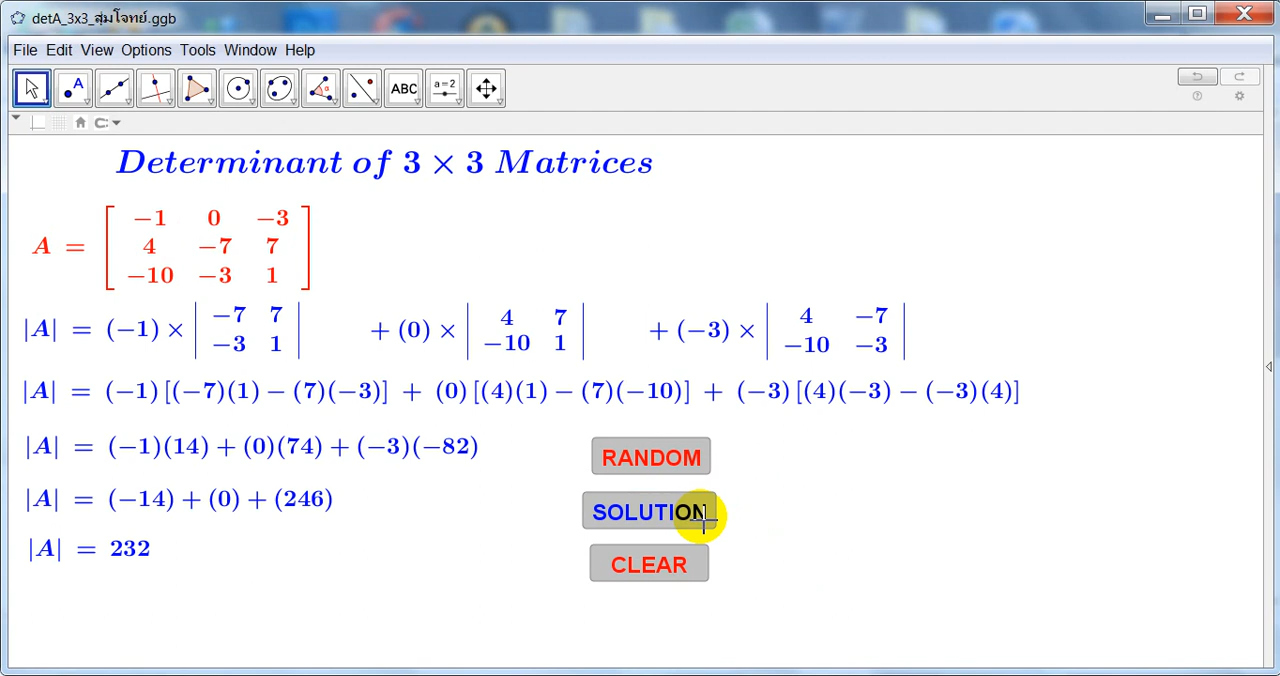 detA_3x3_สุ่มโจทย์.ggb
File Edit View Options Tools Window Help
A ABC a=2
Determinant of 3 × 3 Matrices
A = [ −1 0 −3
4 −7 7
−10 −3 1 ]
|A| = (−1) × | −7 7 | + (0) × | 4 7 | + (−3) × | 4 −7 |
| −3 1 | | −10 1 | | −10 −3 |
|A| = (−1) [(−7)(1) − (7)(−3)] + (0) [(4)(1) − (7)(−10)] + (−3) [(4)(−3) − (−3)(4)]
|A| = (−1)(14) + (0)(74) + (−3)(−82)
RANDOM
|A| = (−14) + (0) + (246)
SOLUTION
|A| = 232
CLEAR